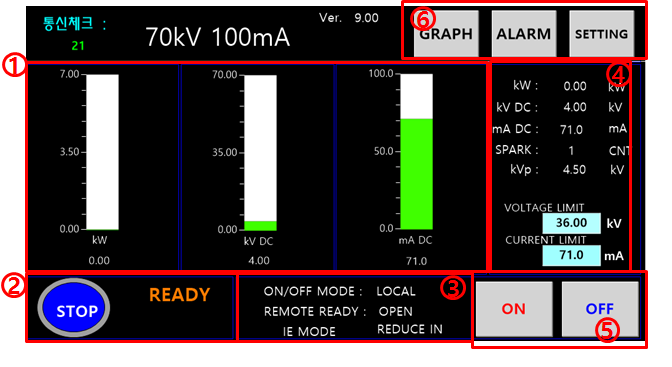 통신체크 :
21
70kV 100mA
Ver. 9.00
⑥
GRAPH
ALARM
SETTING
①
7.00
3.50
0.00
kW
0.00
70.00
35.00
0.00
kV DC
4.00
100.0
50.0
0.0
mA DC
71.0
④
kW : 0.00 kW
kV DC : 4.00 kV
mA DC : 71.0 mA
SPARK : 1 CNT
kVp : 4.50 kV
VOLTAGE LIMIT
36.00 kV
CURRENT LIMIT
71.0 mA
②
STOP
READY
③
ON/OFF MODE : LOCAL
REMOTE READY : OPEN
IE MODE REDUCE IN
ON
OFF
⑤